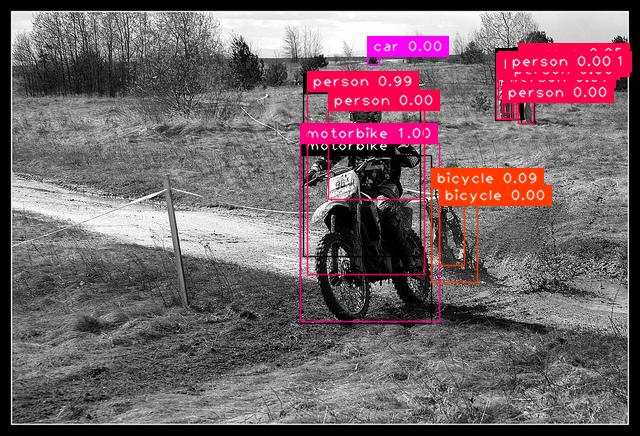 car 0.00
person 0.00 1
person 0.99
person 0.00
person 0.00
motorbike 1.00
motorbike
bicycle 0.09
bicycle 0.00